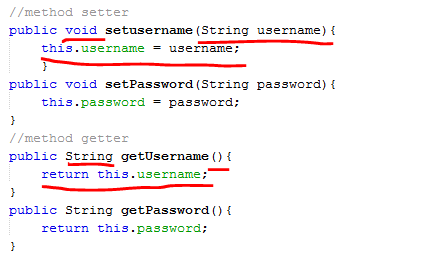 //method setter
public void setusername(String username){
this.username = username;
}
public void setPassword(String password){
this.password = password;
}
//method getter
public String getUsername(){
return this.username;
}
public String getPassword(){
return this.password;
}